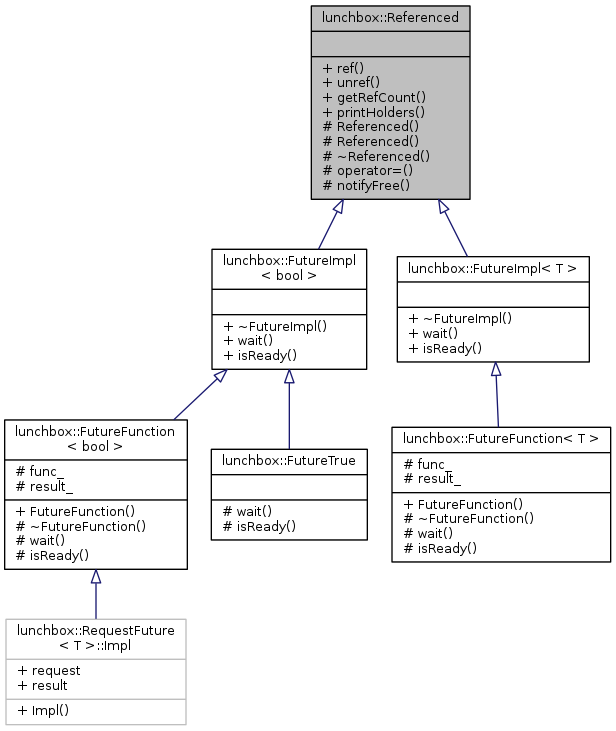 lunchbox::Referenced
+ ref()
+ unref()
+ getRefCount()
+ printHolders()
# Referenced()
# Referenced()
# ~Referenced()
# operator=()
# notifyFree()
lunchbox::FutureImpl
< bool >
+ ~FutureImpl()
+ wait()
+ isReady()
lunchbox::FutureImpl< T >
+ ~FutureImpl()
+ wait()
+ isReady()
lunchbox::FutureFunction
< bool >
# func_
# result_
+ FutureFunction()
# ~FutureFunction()
# wait()
# isReady()
lunchbox::FutureTrue
# wait()
# isReady()
lunchbox::FutureFunction< T >
# func_
# result_
+ FutureFunction()
# ~FutureFunction()
# wait()
# isReady()
lunchbox::RequestFuture
< T >::Impl
+ request
+ result
+ Impl()